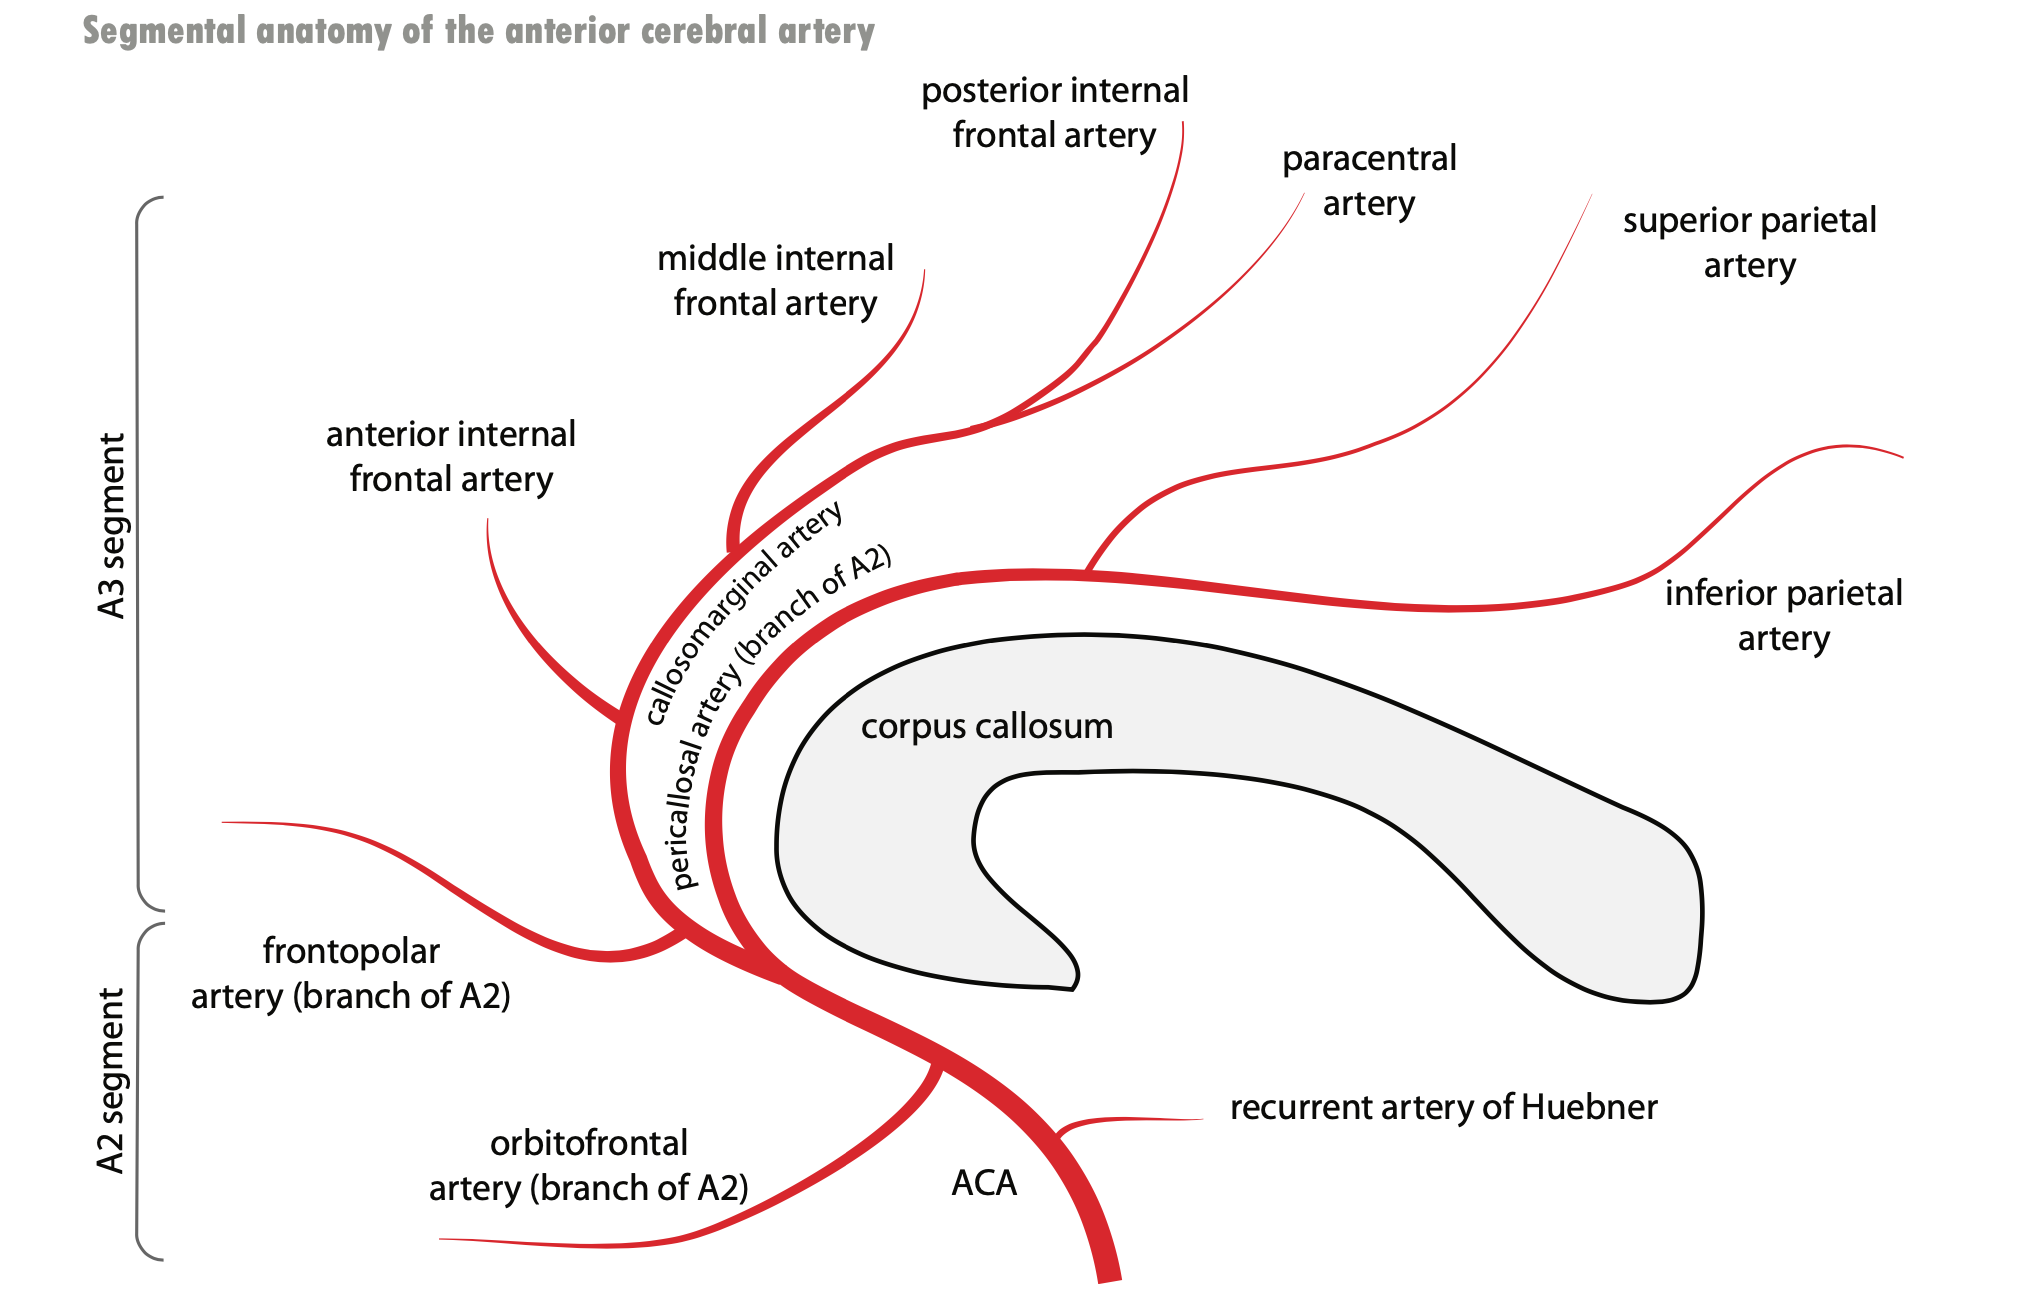 Segmental anatomy of the anterior cerebral artery
posterior internal
frontal artery
paracentral
artery
superior parietal
artery
middle internal
frontal artery
anterior internal
frontal artery
A3 segment
callosomarginal artery
pericallosal artery (branch of A2)
inferior parietal
artery
corpus callosum
frontopolar
artery (branch of A2)
A2 segment
orbitofrontal
artery (branch of A2)
recurrent artery of Huebner
ACA